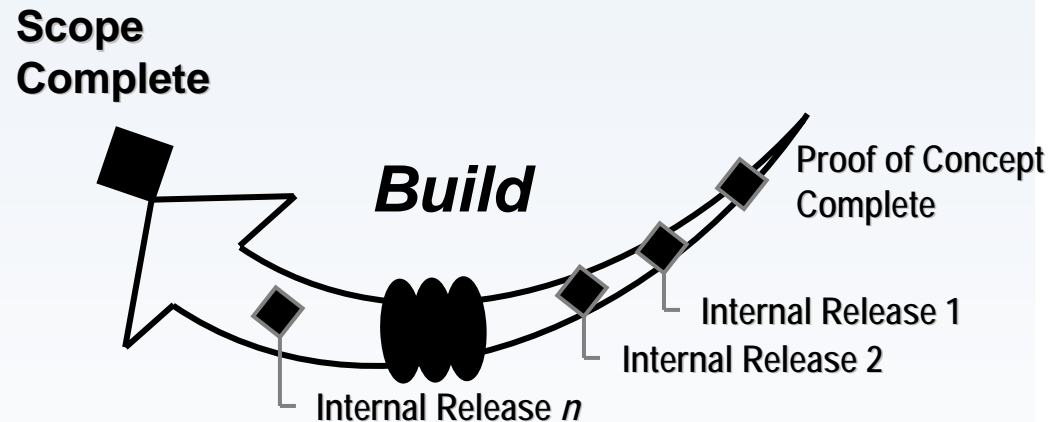 Scope
Complete
Build
Proof of Concept
Complete
Internal Release 1
Internal Release 2
Internal Release n